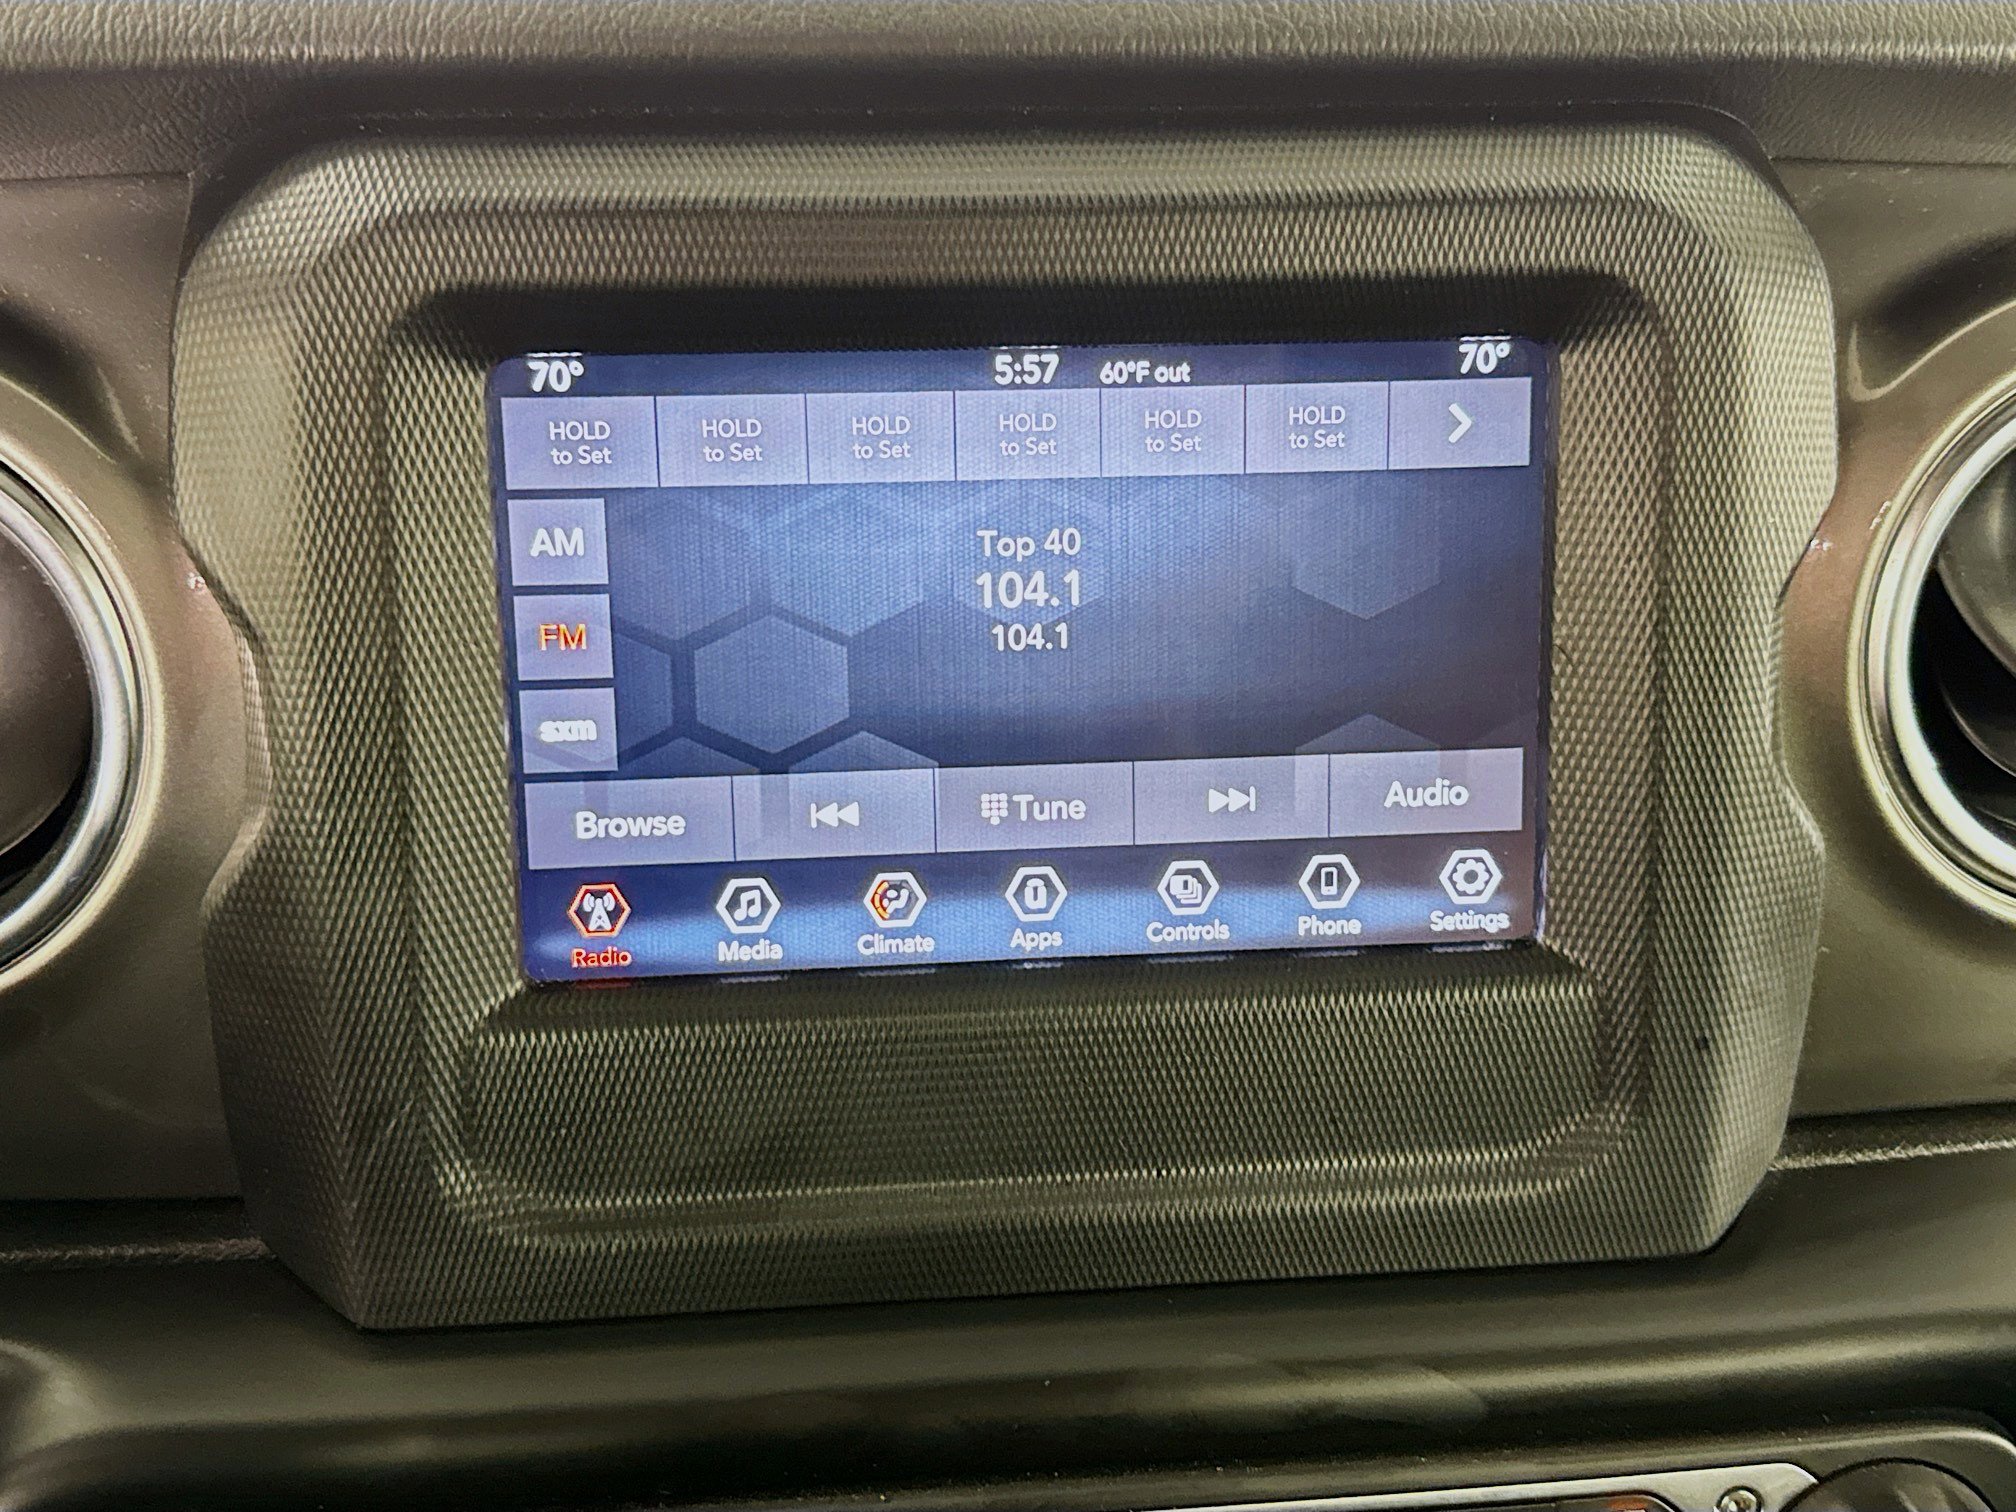 70° 5:57 60°F out 70°
HOLD to Set
HOLD to Set
HOLD to Set
HOLD to Set
HOLD to Set
HOLD to Set
AM
Top 40
104.1
FM
104.1
sxm
Browse Tune Audio
Radio Media Climate Apps Controls Phone Settings